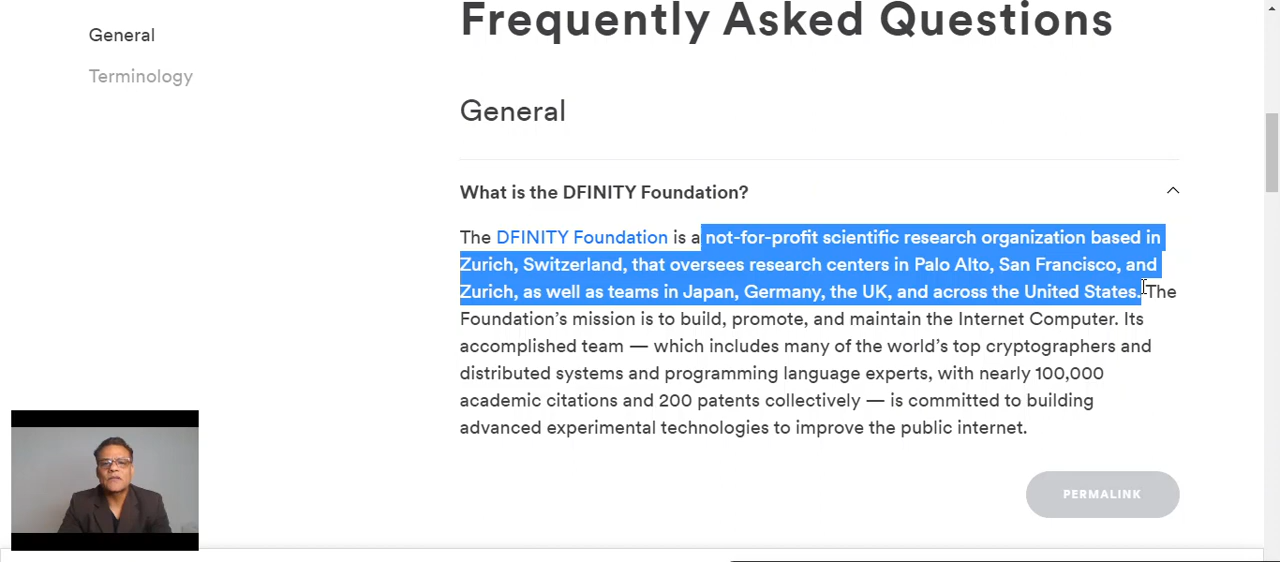 General
Terminology
Frequently Asked Questions
General
What is the DFINITY Foundation?
The DFINITY Foundation is a not-for-profit scientific research organization based in
Zurich, Switzerland, that oversees research centers in Palo Alto, San Francisco, and
Zurich, as well as teams in Japan, Germany, the UK, and across the United States. The
Foundation’s mission is to build, promote, and maintain the Internet Computer. Its
accomplished team — which includes many of the world’s top cryptographers and
distributed systems and programming language experts, with nearly 100,000
academic citations and 200 patents collectively — is committed to building
advanced experimental technologies to improve the public internet.
PERMALINK